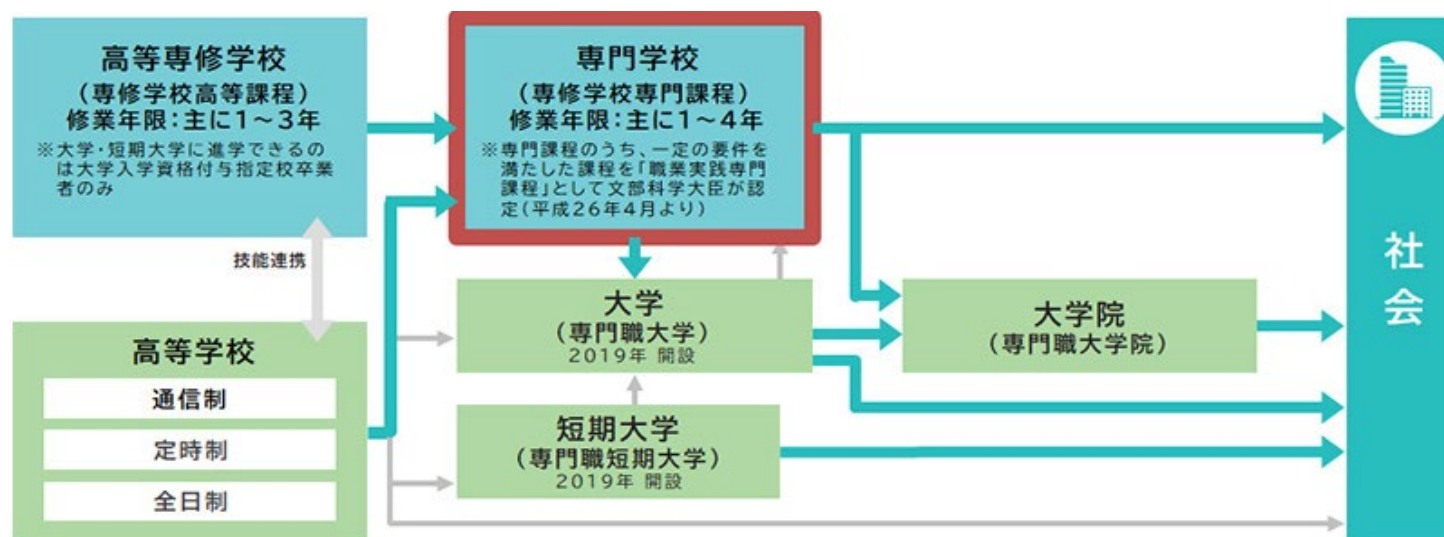 高等専修学校
（専修学校高等課程）
修業年限：主に1～3年
※大学・短期大学に進学できるの
は大学入学資格付与指定校卒業
者のみ
技能連携
高等学校
通信制
定時制
全日制
専門学校
（専修学校専門課程）
修業年限：主に1～4年
※専門課程のうち、一定の要件を
満たした課程を「職業実践専門
課程」として文部科学大臣が認
定（平成26年4月より）
大学
（専門職大学）
2019年 開設
短期大学
（専門職短期大学）
2019年 開設
大学院
（専門職大学院）
社会